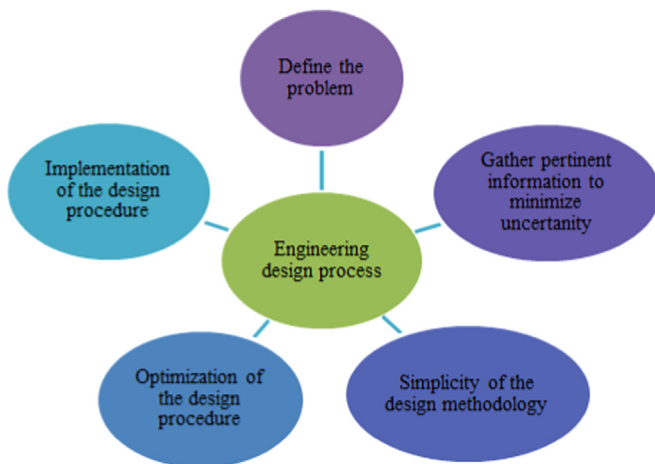 Define the
problem
Gather pertinent
information to
minimize
uncertanity
Implementation
of the design
procedure
Engineering
design process
Optimization of
the design
procedure
Simplicity of the
design methodology